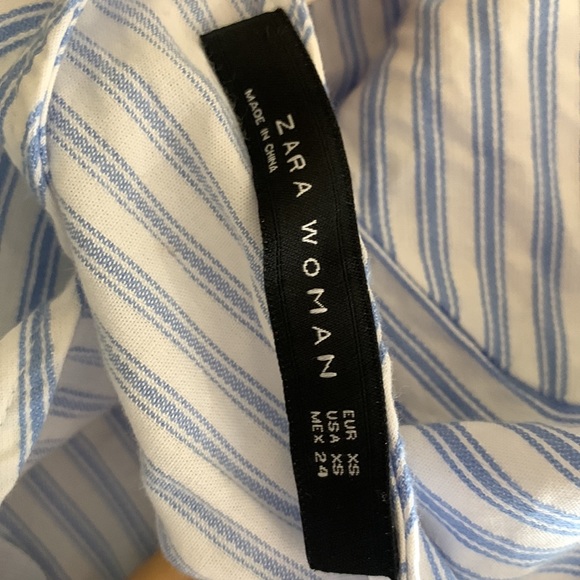 ZARA WOMAN
MADE IN CHINA
EUR XS
USA XS
MEX 24